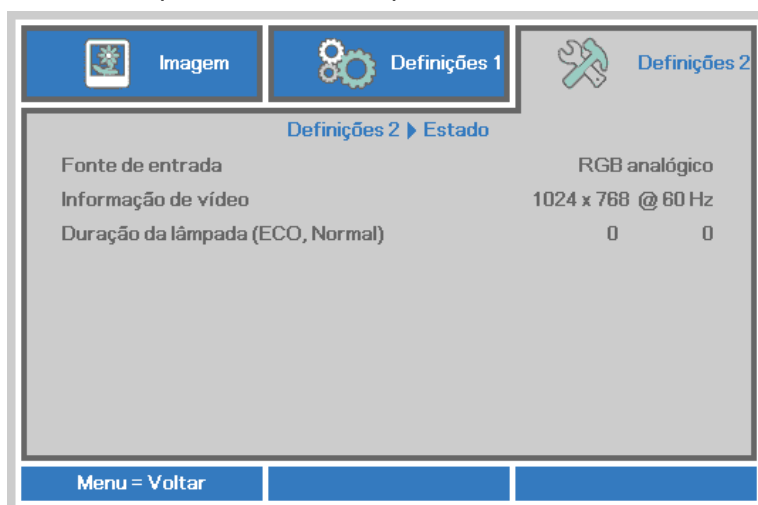 Imagem
Definições 1
Definições 2
Definições 2 ▶ Estado
Fonte de entrada RGB analógico
Informação de vídeo 1024 x 768 @ 60 Hz
Duração da lâmpada (ECO, Normal) 0 0
Menu = Voltar